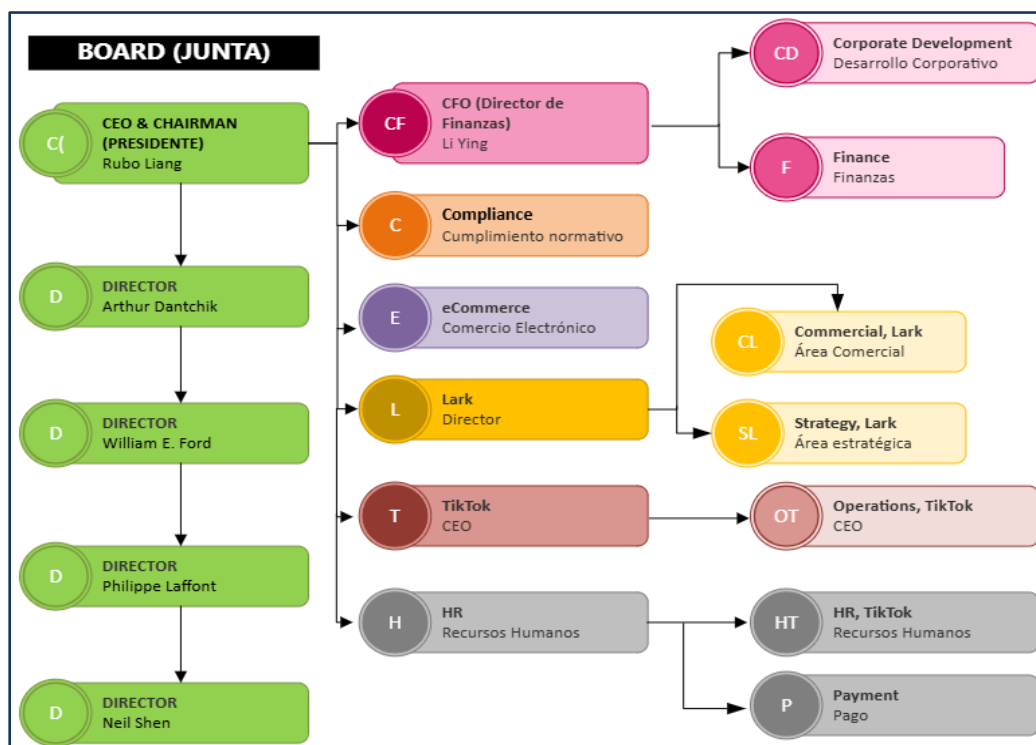 BOARD (JUNTA)
C(
CEO & CHAIRMAN
(PRESIDENTE)
Rubo Liang
D
DIRECTOR
Arthur Dantchik
D
DIRECTOR
William E. Ford
D
DIRECTOR
Philippe Laffont
D
DIRECTOR
Neil Shen
CF
CFO (Director de
Finanzas)
Li Ying
C
Compliance
Cumplimiento normativo
E
eCommerce
Comercio Electrónico
L
Lark
Director
T
TikTok
CEO
H
HR
Recursos Humanos
CD
Corporate Development
Desarrollo Corporativo
F
Finance
Finanzas
CL
Commercial, Lark
Área Comercial
SL
Strategy, Lark
Área estratégica
OT
Operations, TikTok
CEO
HT
HR, TikTok
Recursos Humanos
P
Payment
Pago